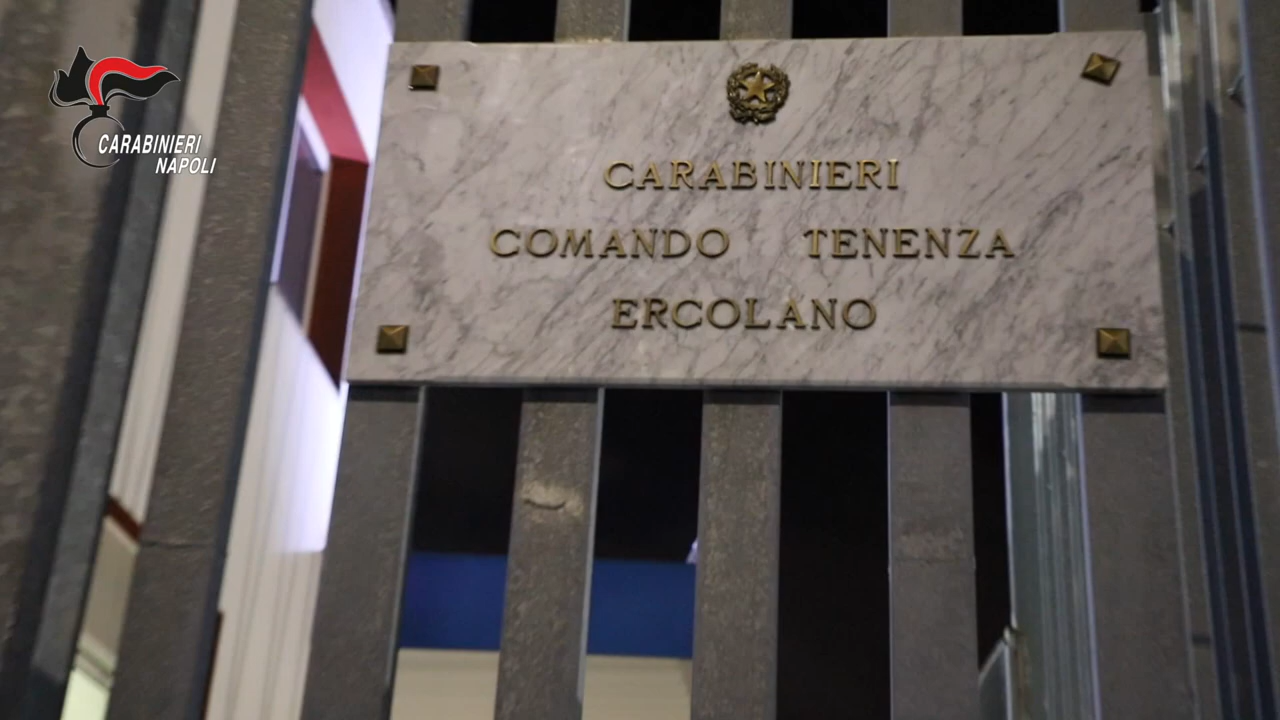 CARABINIERI
NAPOLI
CARABINIERI
COMANDO TENENZA
ERCOLANO